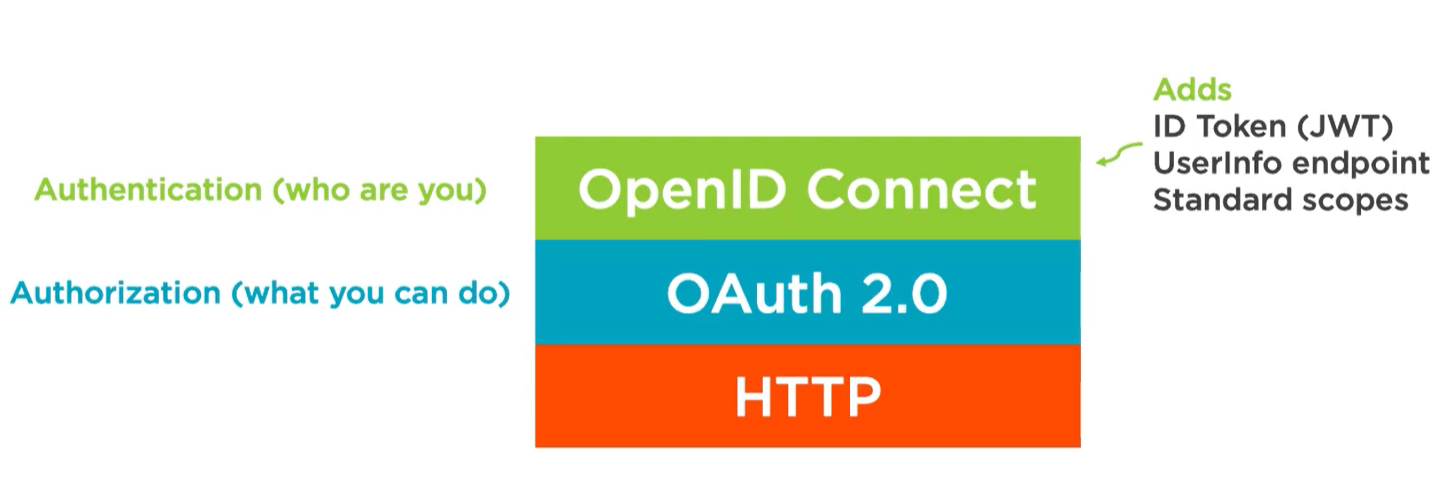 Adds
ID Token (JWT)
UserInfo endpoint
Standard scopes
Authentication (who are you)
OpenID Connect
Authorization (what you can do)
OAuth 2.0
HTTP